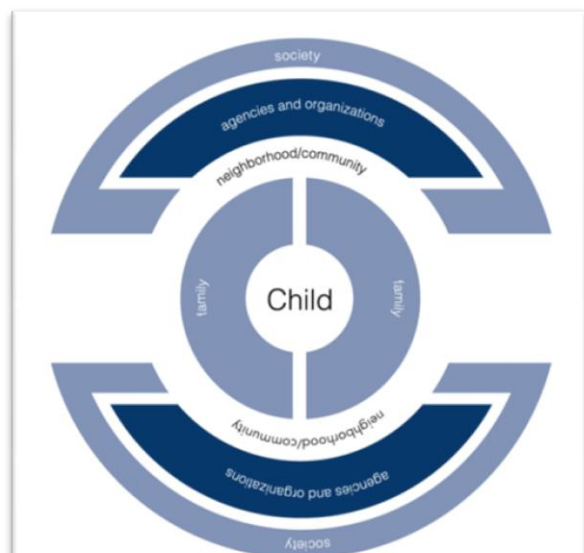 society
agencies and organizations
neighborhood/community
family
Child
family
neighborhood/community
agencies and organizations
society